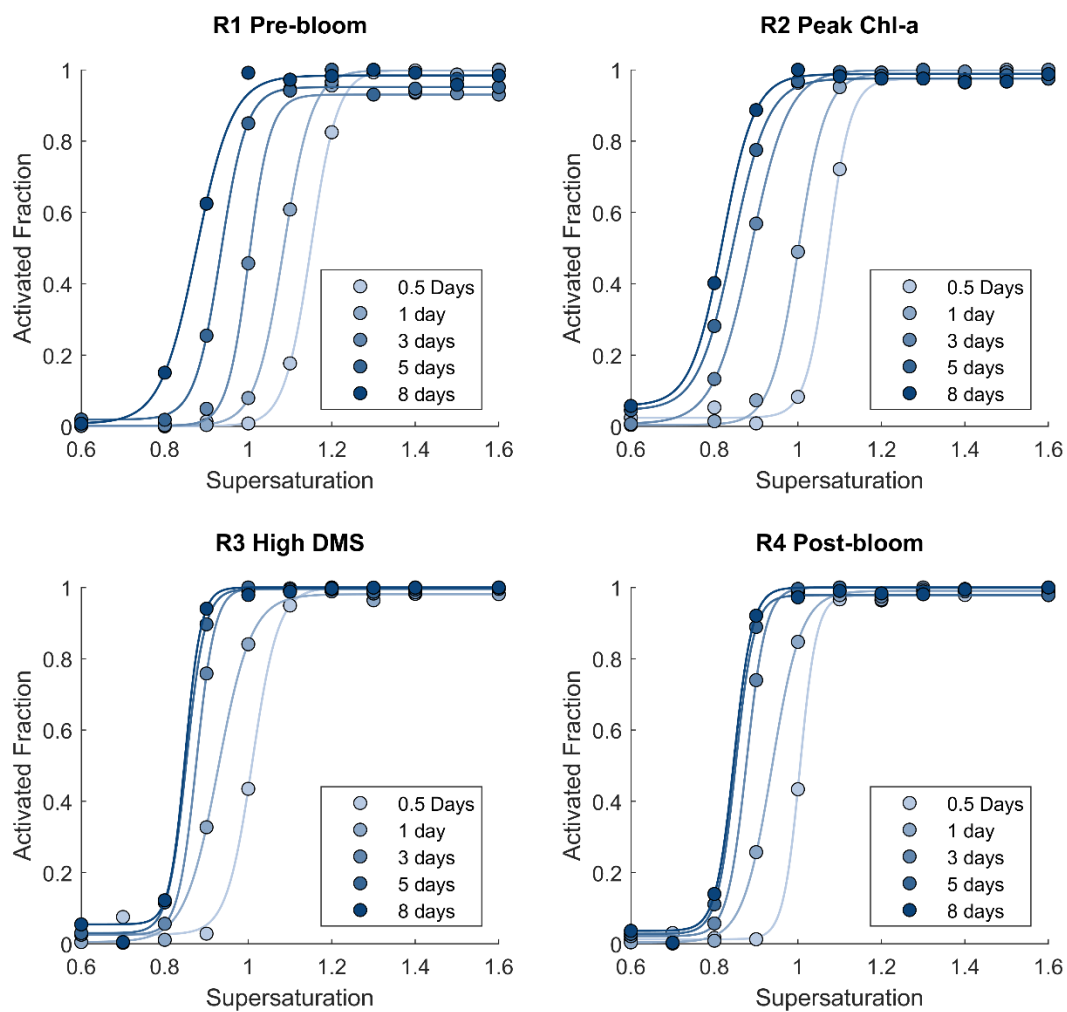 R1 Pre-bloom
1
0.8
0.6
0.4
0.2
0
Activated Fraction
0.6 0.8 1 1.2 1.4 1.6
Supersaturation
0.5 Days
1 day
3 days
5 days
8 days
R2 Peak Chl-a
1
0.8
0.6
0.4
0.2
0
Activated Fraction
0.6 0.8 1 1.2 1.4 1.6
Supersaturation
0.5 Days
1 day
3 days
5 days
8 days
R3 High DMS
1
0.8
0.6
0.4
0.2
0
Activated Fraction
0.6 0.8 1 1.2 1.4 1.6
Supersaturation
0.5 Days
1 day
3 days
5 days
8 days
R4 Post-bloom
1
0.8
0.6
0.4
0.2
0
Activated Fraction
0.6 0.8 1 1.2 1.4 1.6
Supersaturation
0.5 Days
1 day
3 days
5 days
8 days